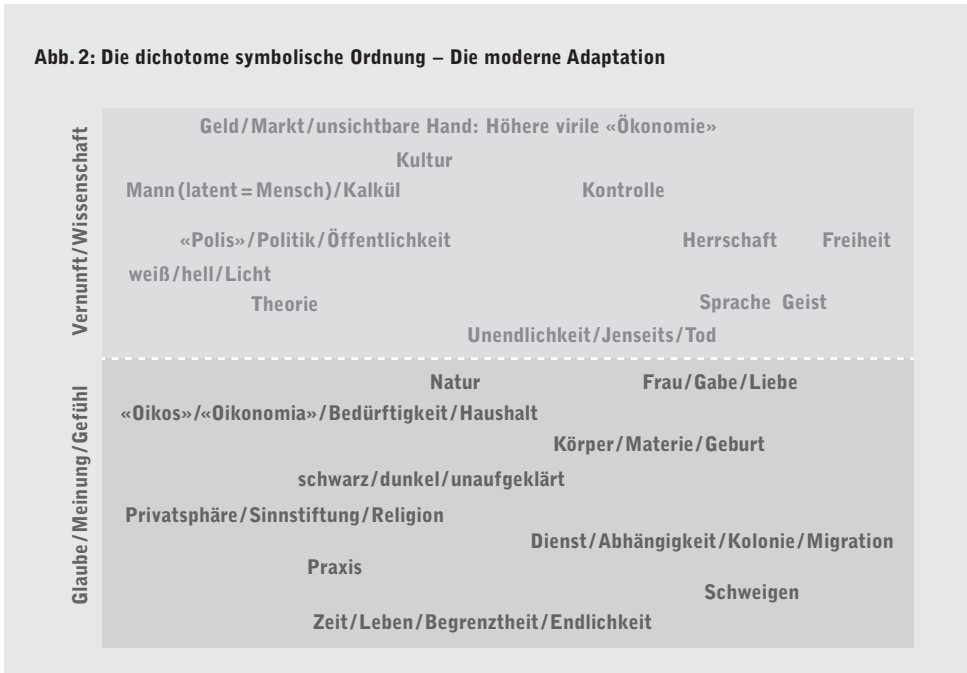 Abb. 2: Die dichotome symbolische Ordnung – Die moderne Adaptation
Vernunft/Wissenschaft
Geld/Markt/unsichtbare Hand: Höhere virile «Ökonomie»
Kultur
Mann (latent = Mensch)/Kalkül Kontrolle
«Polis»/Politik/Öffentlichkeit Herrschaft Freiheit
weiß/hell/Licht
Theorie Sprache Geist
Unendlichkeit/Jenseits/Tod
Glaube/Meinung/Gefühl
Natur Frau/Gabe/Liebe
«Oikos»/«Oikonomia»/Bedürftigkeit/Haushalt
Körper/Materie/Geburt
schwarz/dunkel/unaufgeklärt
Privatsphäre/Sinnstiftung/Religion
Dienst/Abhängigkeit/Kolonie/Migration
Praxis
Schweigen
Zeit/Leben/Begrenztheit/Endlichkeit